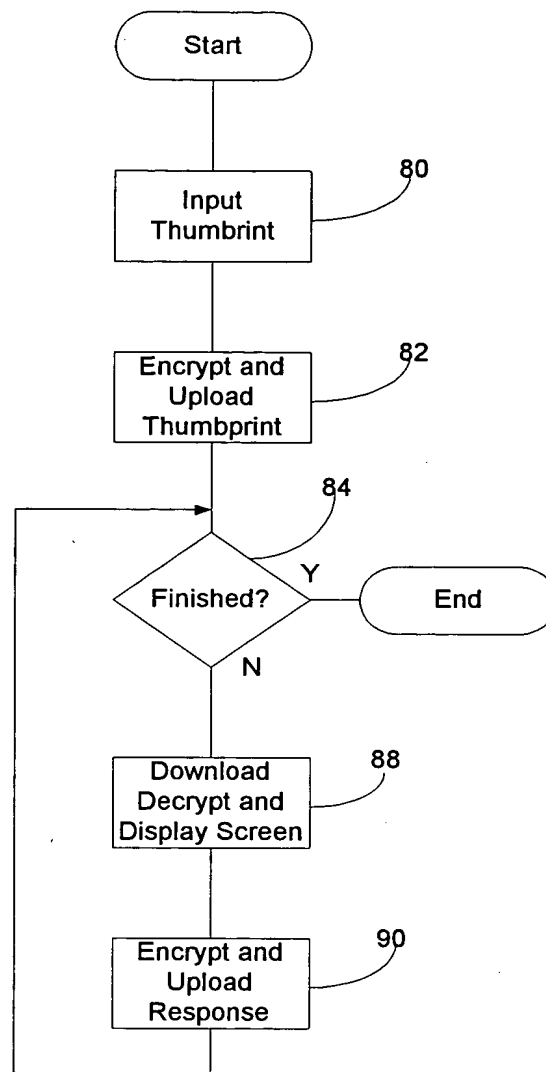 Start
80
Input
Thumbrint
82
Encrypt and
Upload
Thumbprint
84
Y
Finished?
End
N
88
Download
Decrypt and
Display Screen
90
Encrypt and
Upload
Response